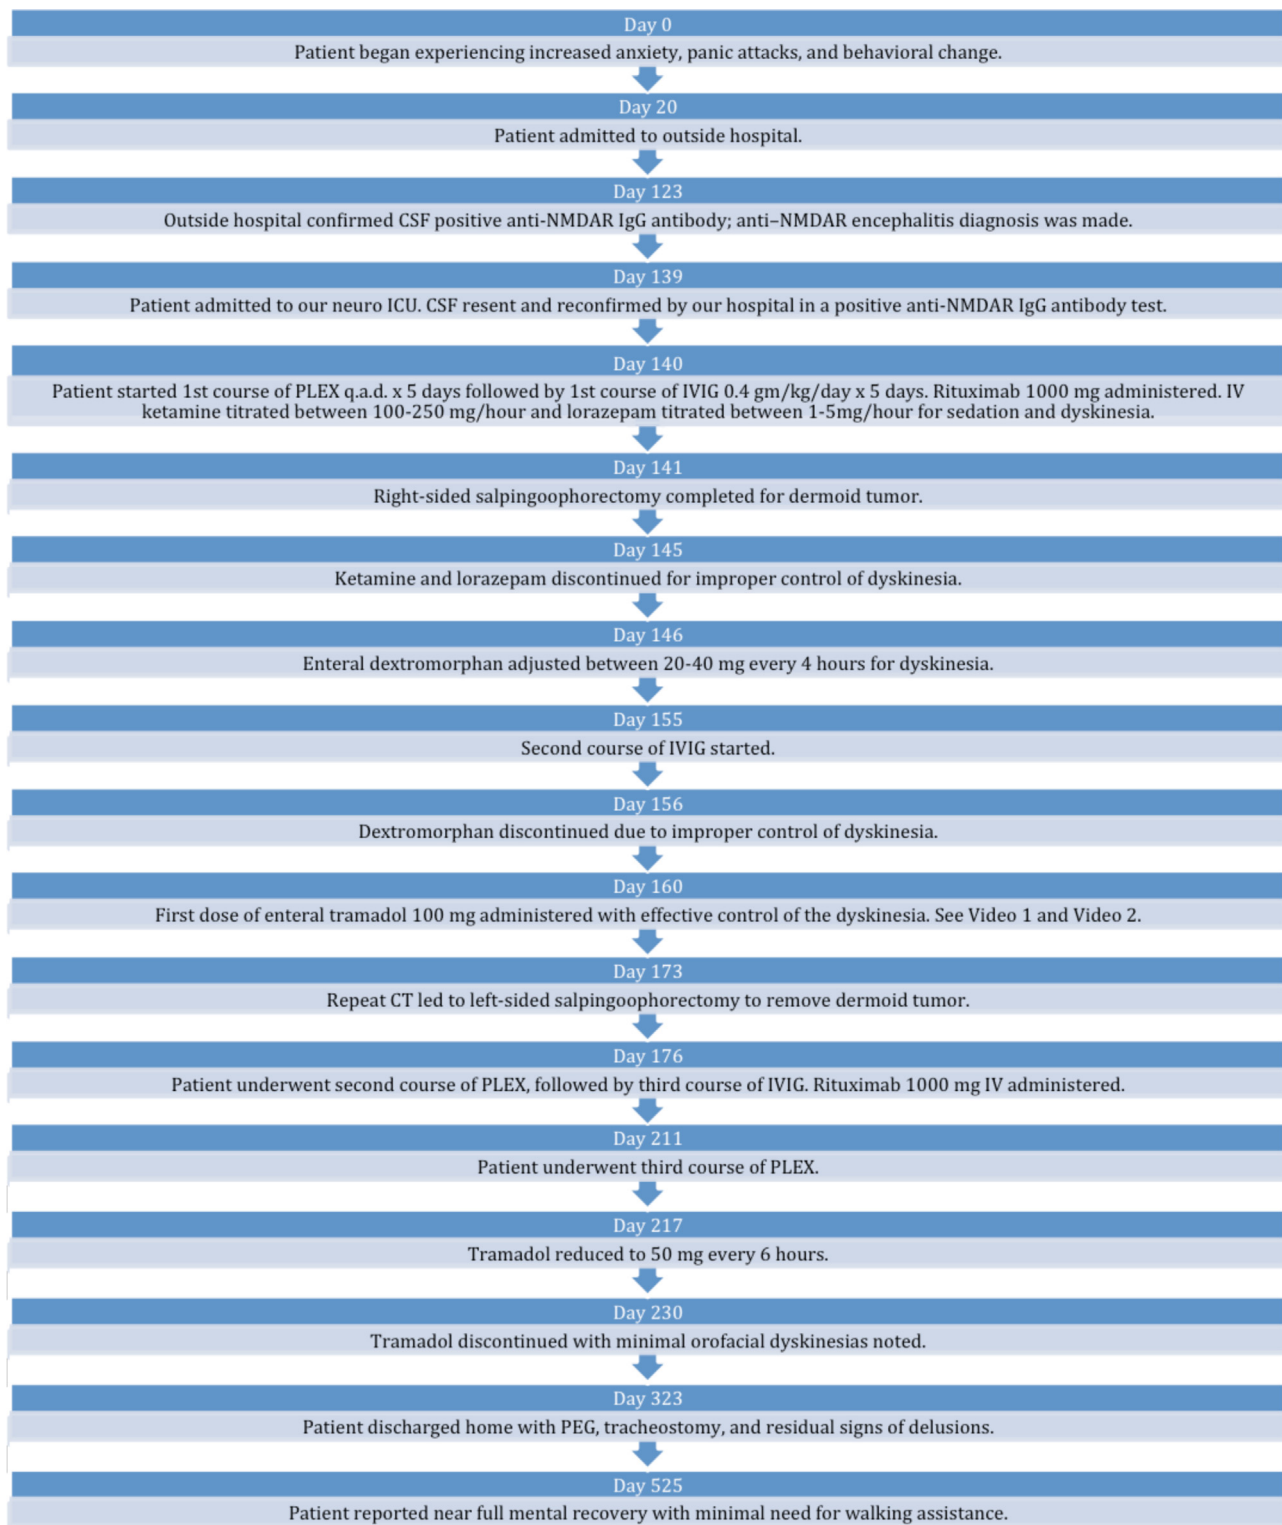 Day 0
Patient began experiencing increased anxiety, panic attacks, and behavioral change.
Day 20
Patient admitted to outside hospital.
Day 123
Outside hospital confirmed CSF positive anti-NMDAR IgG antibody; anti–NMDAR encephalitis diagnosis was made.
Day 139
Patient admitted to our neuro ICU. CSF resent and reconfirmed by our hospital in a positive anti-NMDAR IgG antibody test.
Day 140
Patient started 1st course of PLEX q.a.d. x 5 days followed by 1st course of IVIG 0.4 gm/kg/day x 5 days. Rituximab 1000 mg administered. IV
ketamine titrated between 100-250 mg/hour and lorazepam titrated between 1-5mg/hour for sedation and dyskinesia.
Day 141
Right-sided salpingoophorectomy completed for dermoid tumor.
Day 145
Ketamine and lorazepam discontinued for improper control of dyskinesia.
Day 146
Enteral dextromorphan adjusted between 20-40 mg every 4 hours for dyskinesia.
Day 155
Second course of IVIG started.
Day 156
Dextromorphan discontinued due to improper control of dyskinesia.
Day 160
First dose of enteral tramadol 100 mg administered with effective control of the dyskinesia. See Video 1 and Video 2.
Day 173
Repeat CT led to left-sided salpingoophorectomy to remove dermoid tumor.
Day 176
Patient underwent second course of PLEX, followed by third course of IVIG. Rituximab 1000 mg IV administered.
Day 211
Patient underwent third course of PLEX.
Day 217
Tramadol reduced to 50 mg every 6 hours.
Day 230
Tramadol discontinued with minimal orofacial dyskinesias noted.
Day 323
Patient discharged home with PEG, tracheostomy, and residual signs of delusions.
Day 525
Patient reported near full mental recovery with minimal need for walking assistance.